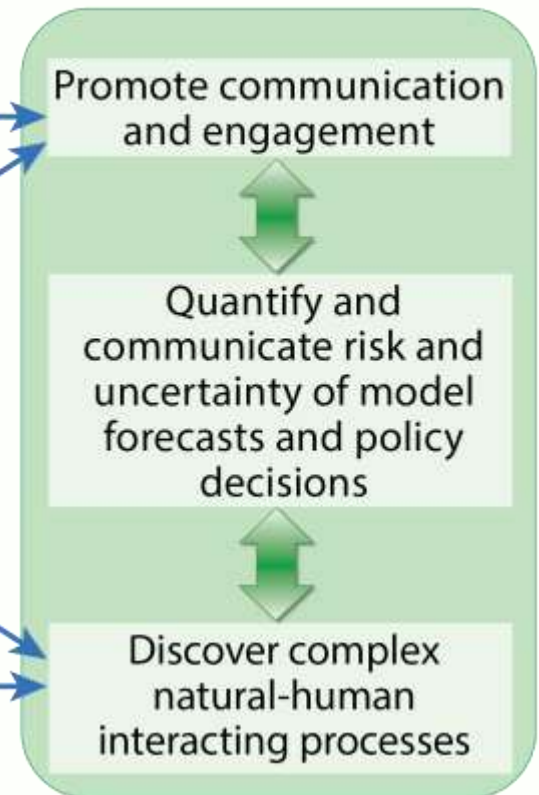 Promote communication
and engagement
Quantify and
communicate risk and
uncertainty of model
forecasts and policy
decisions
Discover complex
natural-human
interacting processes